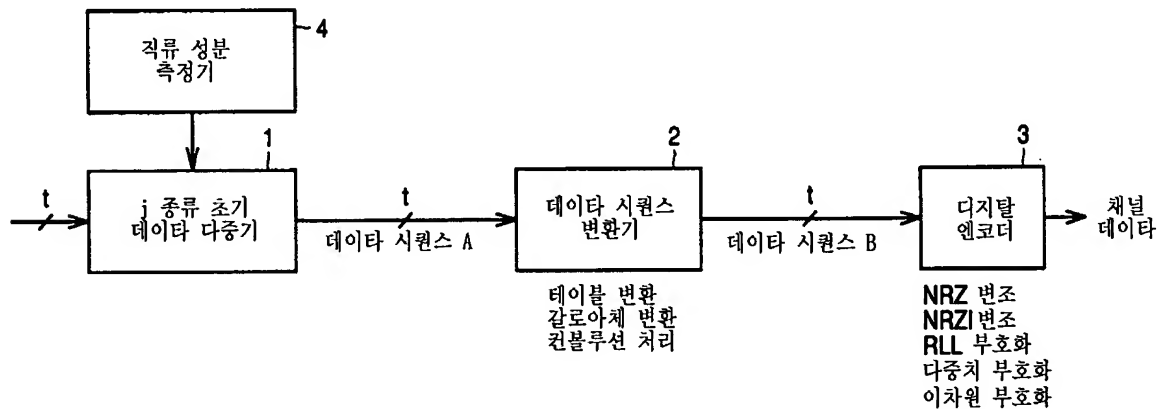 직류 성분
측정기
4
1
t
j 종류 초기
데이타 다중기
t
데이타 시퀀스 A
2
데이타 시퀀스
변환기
테이블 변환
갈로아체 변환
컨볼루션 처리
t
데이타 시퀀스 B
3
디지탈
엔코더
NRZ 변조
NRZI 변조
RLL 부호화
다중치 부호화
이차원 부호화
채널
데이타